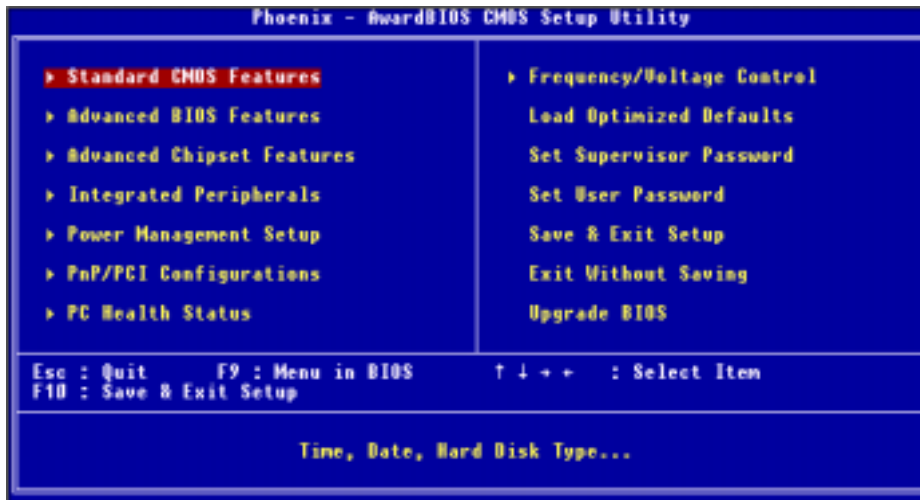 Phoenix - AwardBIOS CMOS Setup Utility
Standard CMOS Features
Advanced BIOS Features
Advanced Chipset Features
Integrated Peripherals
Power Management Setup
PnP/PCI Configurations
PC Health Status
Frequency/Voltage Control
Load Optimized Defaults
Set Supervisor Password
Set User Password
Save & Exit Setup
Exit Without Saving
Upgrade BIOS
Esc : Quit F9 : Menu in BIOS ↑ ↓ → ← : Select Item
F10 : Save & Exit Setup
Time, Date, Hard Disk Type...